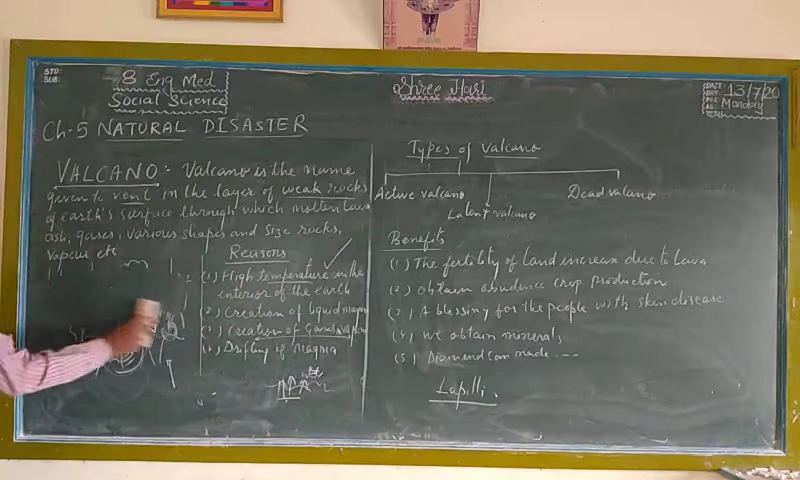 STD:
SUB:
8 Eng Med
Social Science
Shree Hari
DATE:
DAY:
13/7/20
Monday
Ch-5 NATURAL DISASTER
VALCANO :- Valcano is the name
given to vent in the layer of weak rocks
of earth's surface through which molten lava
ash, gases, various shapes and size rocks,
vapour etc
Reasons
(1) High temperature in the
interior of the earth
(2) Creation of liquid magma
(3) Creation of Gases & vapour
(4) Drifting of Magma
Types of valcano
Active valcano
Latent valcano
Dead valcano
Benefits
(1) The fertility of land increax due to Lava
(2) obtain abudence crop production
(3) A blessing for the people with skin disease
(4) we obtain minerals
(5) Diamond can made ---
Lapilli.